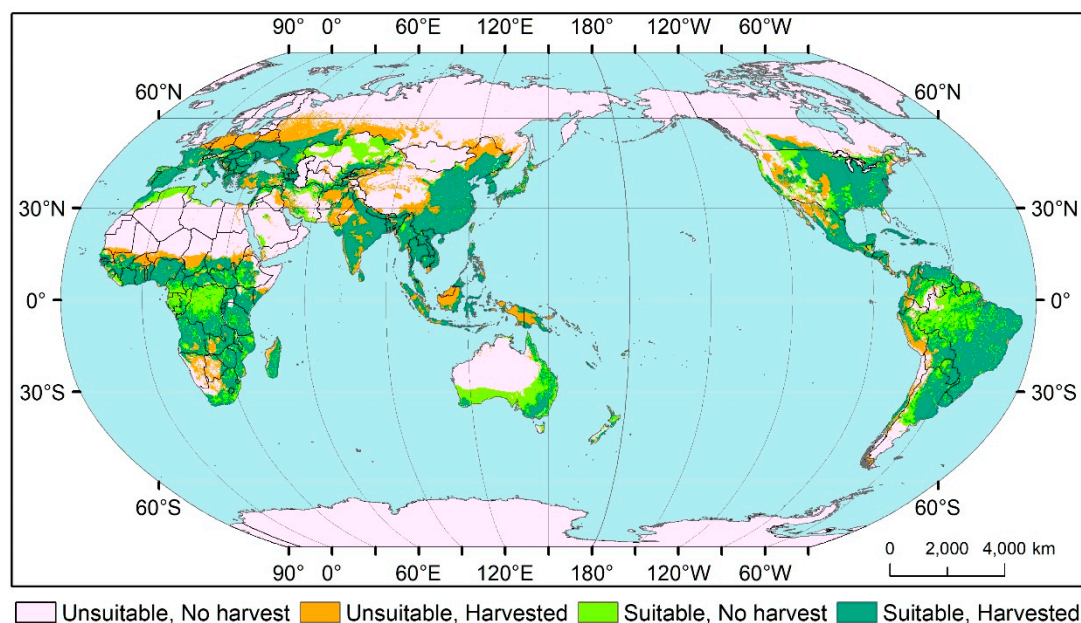 90° 0° 60°E 120°E 180° 120°W 60°W
60°N 60°N
30°N 30°N
0° 0°
30°S 30°S
60°S 60°S
0 2,000 4,000 km
90° 0° 60°E 120°E 180° 120°W 60°W
Unsuitable, No harvest Unsuitable, Harvested Suitable, No harvest Suitable, Harvested